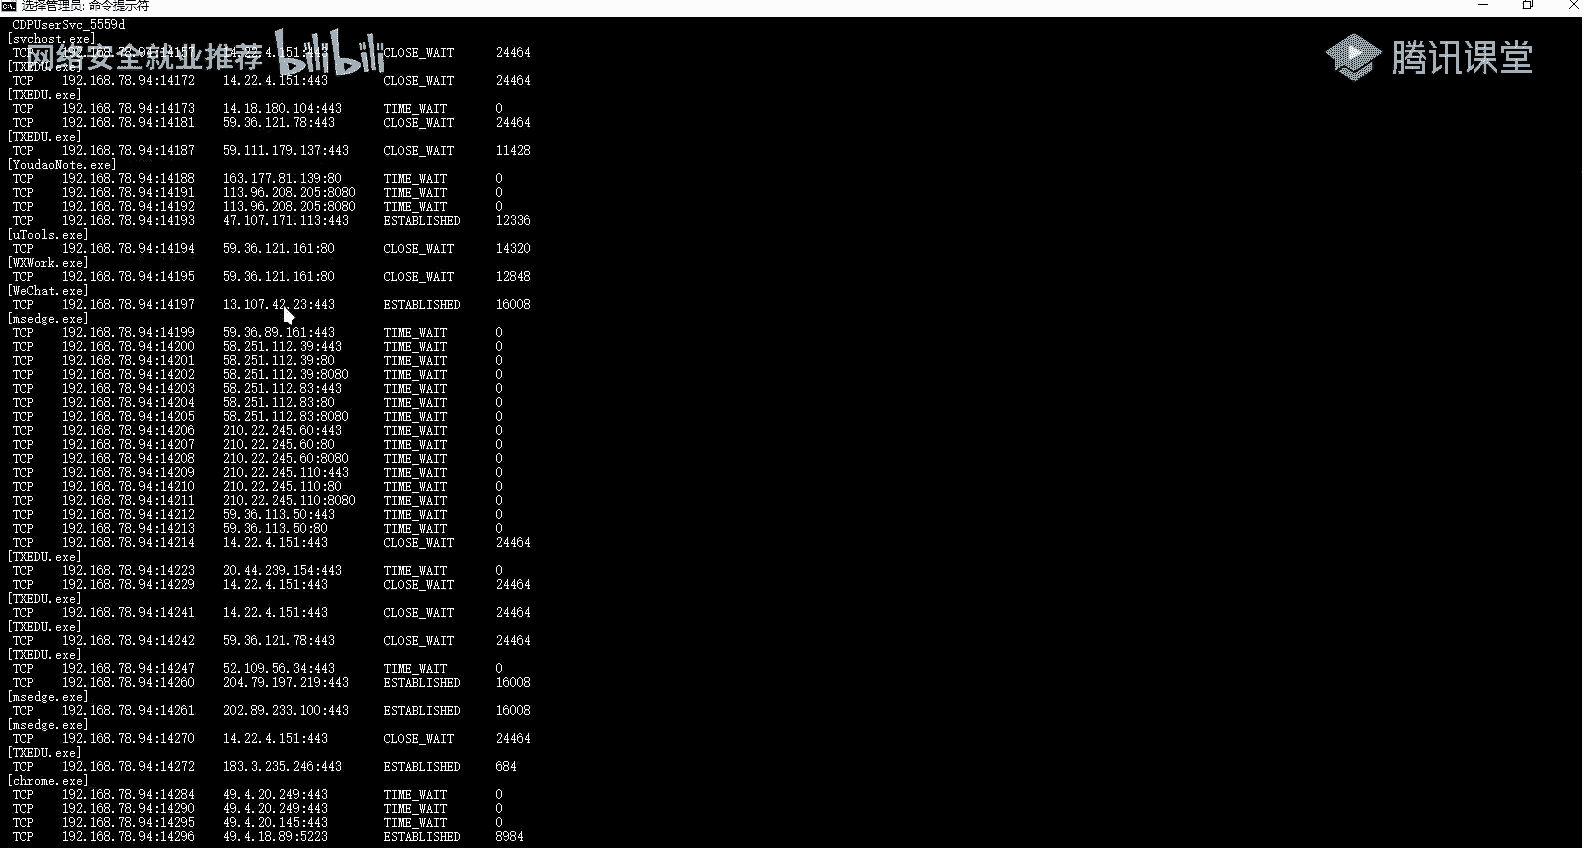 选择管理员: 命令提示符
CDPUserSvc_5559d
[svchost.exe]
TCP 192.168.78.94:14157 14.22.4.151:443 CLOSE_WAIT 24464
网络安全就业推荐 bilibili
腾讯课堂
[TXEDU.exe]
TCP 192.168.78.94:14172 14.22.4.151:443 CLOSE_WAIT 24464
[TXEDU.exe]
TCP 192.168.78.94:14173 14.18.180.104:443 TIME_WAIT 0
TCP 192.168.78.94:14181 59.36.121.78:443 CLOSE_WAIT 24464
[TXEDU.exe]
TCP 192.168.78.94:14187 59.111.179.137:443 CLOSE_WAIT 11428
[YoudaoNote.exe]
TCP 192.168.78.94:14188 163.177.81.139:80 TIME_WAIT 0
TCP 192.168.78.94:14191 113.96.208.205:8080 TIME_WAIT 0
TCP 192.168.78.94:14192 113.96.208.205:8080 TIME_WAIT 0
TCP 192.168.78.94:14193 47.107.171.113:443 ESTABLISHED 12336
[uTools.exe]
TCP 192.168.78.94:14194 59.36.121.161:80 CLOSE_WAIT 14320
[WXWork.exe]
TCP 192.168.78.94:14195 59.36.121.161:80 CLOSE_WAIT 12848
[WeChat.exe]
TCP 192.168.78.94:14197 13.107.42.23:443 ESTABLISHED 16008
[msedge.exe]
TCP 192.168.78.94:14199 59.36.89.161:443 TIME_WAIT 0
TCP 192.168.78.94:14200 58.251.112.39:443 TIME_WAIT 0
TCP 192.168.78.94:14201 58.251.112.39:80 TIME_WAIT 0
TCP 192.168.78.94:14202 58.251.112.39:8080 TIME_WAIT 0
TCP 192.168.78.94:14203 58.251.112.83:443 TIME_WAIT 0
TCP 192.168.78.94:14204 58.251.112.83:80 TIME_WAIT 0
TCP 192.168.78.94:14205 58.251.112.83:8080 TIME_WAIT 0
TCP 192.168.78.94:14206 210.22.245.60:443 TIME_WAIT 0
TCP 192.168.78.94:14207 210.22.245.60:80 TIME_WAIT 0
TCP 192.168.78.94:14208 210.22.245.60:8080 TIME_WAIT 0
TCP 192.168.78.94:14209 210.22.245.110:443 TIME_WAIT 0
TCP 192.168.78.94:14210 210.22.245.110:80 TIME_WAIT 0
TCP 192.168.78.94:14211 210.22.245.110:8080 TIME_WAIT 0
TCP 192.168.78.94:14212 59.36.113.50:443 TIME_WAIT 0
TCP 192.168.78.94:14213 59.36.113.50:80 TIME_WAIT 0
TCP 192.168.78.94:14214 14.22.4.151:443 CLOSE_WAIT 24464
[TXEDU.exe]
TCP 192.168.78.94:14223 20.44.239.154:443 TIME_WAIT 0
TCP 192.168.78.94:14229 14.22.4.151:443 CLOSE_WAIT 24464
[TXEDU.exe]
TCP 192.168.78.94:14241 14.22.4.151:443 CLOSE_WAIT 24464
[TXEDU.exe]
TCP 192.168.78.94:14242 59.36.121.78:443 CLOSE_WAIT 24464
[TXEDU.exe]
TCP 192.168.78.94:14247 52.109.56.34:443 TIME_WAIT 0
TCP 192.168.78.94:14260 204.79.197.219:443 ESTABLISHED 16008
[msedge.exe]
TCP 192.168.78.94:14261 202.89.233.100:443 ESTABLISHED 16008
[msedge.exe]
TCP 192.168.78.94:14270 14.22.4.151:443 CLOSE_WAIT 24464
[TXEDU.exe]
TCP 192.168.78.94:14272 183.3.235.246:443 ESTABLISHED 684
[chrome.exe]
TCP 192.168.78.94:14284 49.4.20.249:443 TIME_WAIT 0
TCP 192.168.78.94:14290 49.4.20.249:443 TIME_WAIT 0
TCP 192.168.78.94:14295 49.4.20.145:443 TIME_WAIT 0
TCP 192.168.78.94:14296 49.4.18.89:5223 ESTABLISHED 8984